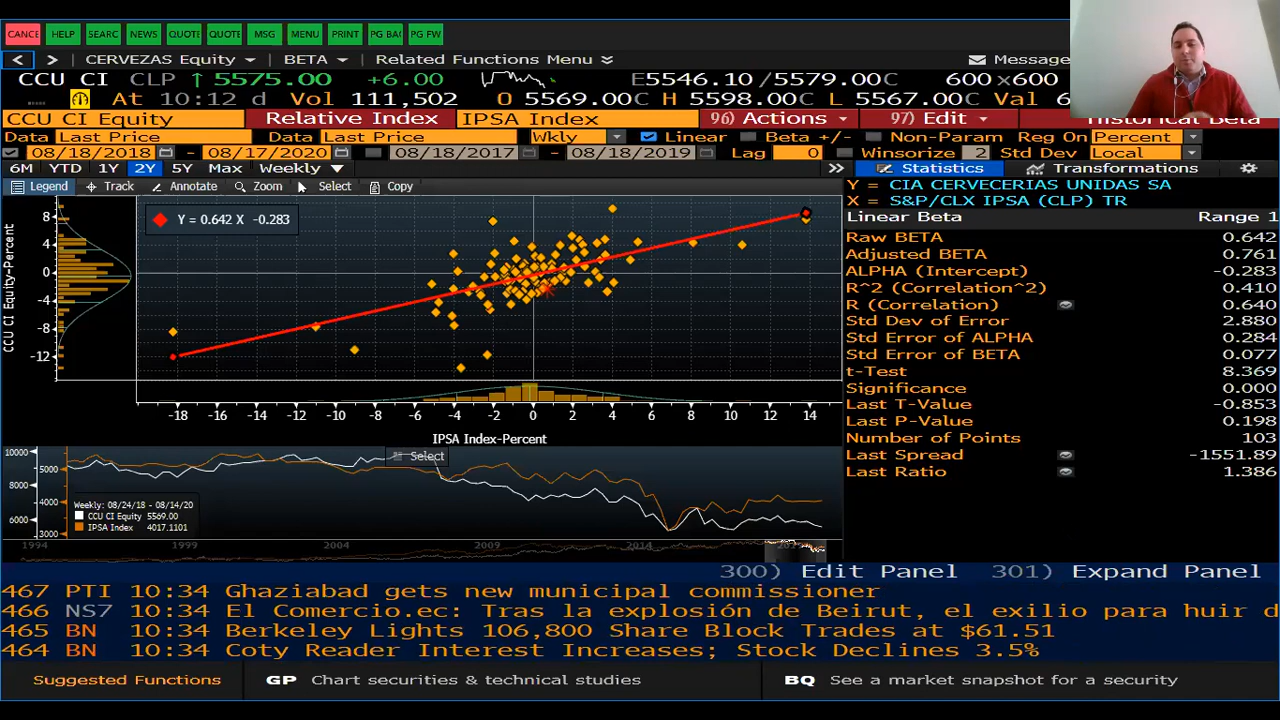 CANCE HELP SEARC NEWS QUOTE QUOTE MSG MENU PRINT PG BAC PG FW
< > CERVEZAS Equity BETA Related Functions Menu Message
CCU CI CLP ↑ 5575.00 +6.00 E5546.10/5579.00C 600x600
At 10:12 d Vol 111,502 O 5569.00C H 5598.00C L 5567.00C Val 6
CCU CI Equity Relative Index IPSA Index 96) Actions 97) Edit Historical Beta
Data Last Price Data Last Price Wkly Linear Beta +/- Non-Param Reg On Percent
08/18/2018 - 08/17/2020 08/18/2017 - 08/18/2019 Lag 0 Winsorize 2 Std Dev Local
6M YTD 1Y 2Y 5Y Max Weekly Statistics Transformations
Legend Track Annotate Zoom Select Copy
Y = CIA CERVECERIAS UNIDAS SA
X = S&P/CLX IPSA (CLP) TR
Linear Beta Range 1
Raw BETA 0.642
Adjusted BETA 0.761
ALPHA (Intercept) -0.283
R^2 (Correlation^2) 0.410
R (Correlation) 0.640
Std Dev of Error 2.880
Std Error of ALPHA 0.284
Std Error of BETA 0.077
t-Test 8.369
Significance 0.000
Last T-Value -0.853
Last P-Value 0.198
Number of Points 103
Last Spread -1551.89
Last Ratio 1.386
Y = 0.642 X -0.283
CCU CI Equity-Percent
8
4
0
-4
-8
-12
-18 -16 -14 -12 -10 -8 -6 -4 -2 0 2 4 6 8 10 12 14
IPSA Index-Percent
Select
10000
8000
6000
5000
4000
3000
Weekly: 08/24/18 - 08/14/20
CCU CI Equity 5569.00
IPSA Index 4017.1101
1994 1999 2004 2009 2014
300) Edit Panel 301) Expand Panel
467 PTI 10:34 Ghaziabad gets new municipal commissioner
466 NS7 10:34 El Comercio.ec: Tras la explosión de Beirut, el exilio para huir d
465 BN 10:34 Berkeley Lights 106,800 Share Block Trades at $61.51
464 BN 10:34 Coty Reader Interest Increases; Stock Declines 3.5%
Suggested Functions GP Chart securities & technical studies BQ See a market snapshot for a security